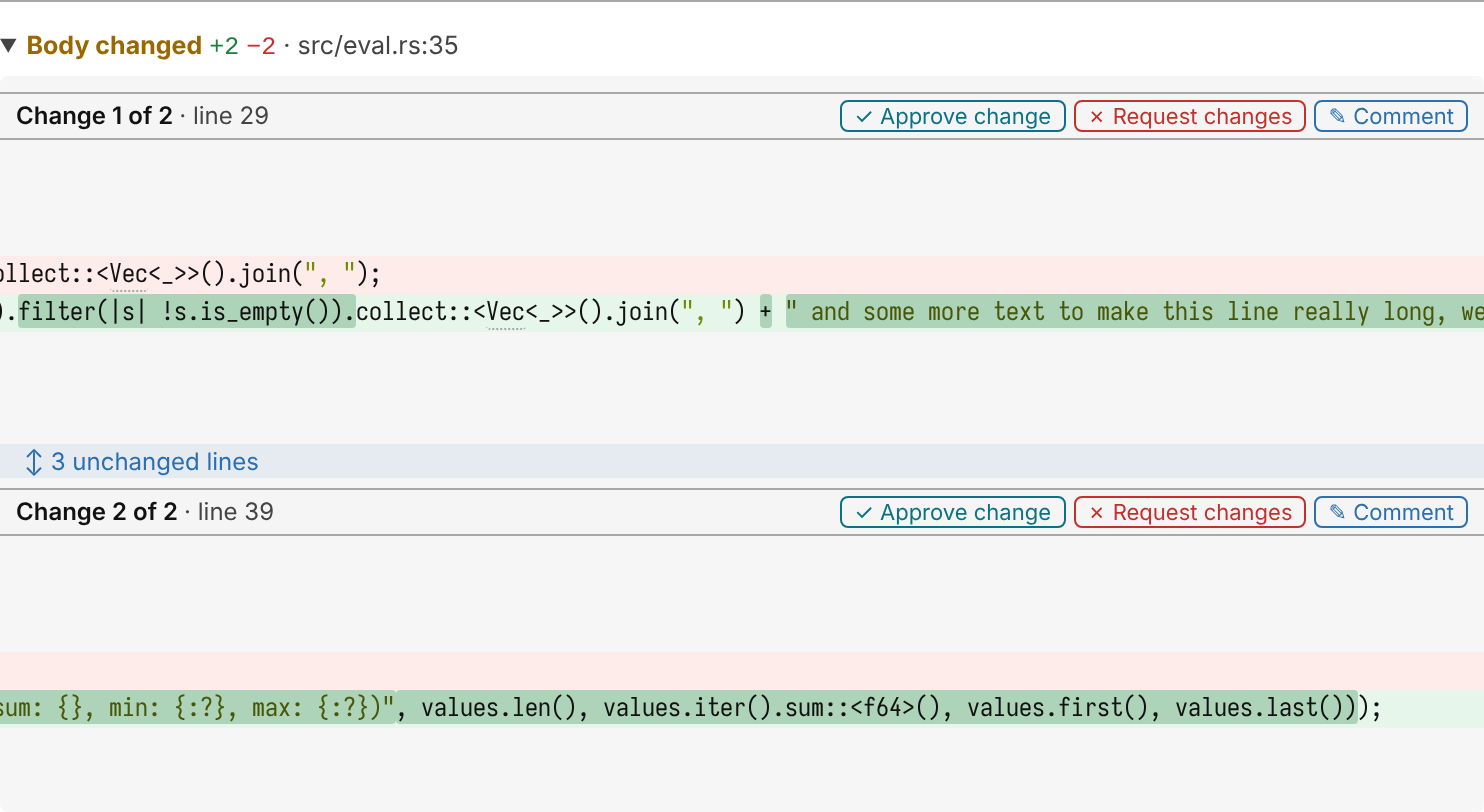 ▼ Body changed +2 −2 · src/eval.rs:35
Change 1 of 2 · line 29
✓ Approve change
× Request changes
✎ Comment
ollect::<Vec<_>>().join(", ");
).filter(|s| !s.is_empty()).collect::<Vec<_>>().join(", ") + " and some more text to make this line really long, we
↕ 3 unchanged lines
Change 2 of 2 · line 39
✓ Approve change
× Request changes
✎ Comment
sum: {}, min: {:?}, max: {:?})", values.len(), values.iter().sum::<f64>(), values.first(), values.last()));